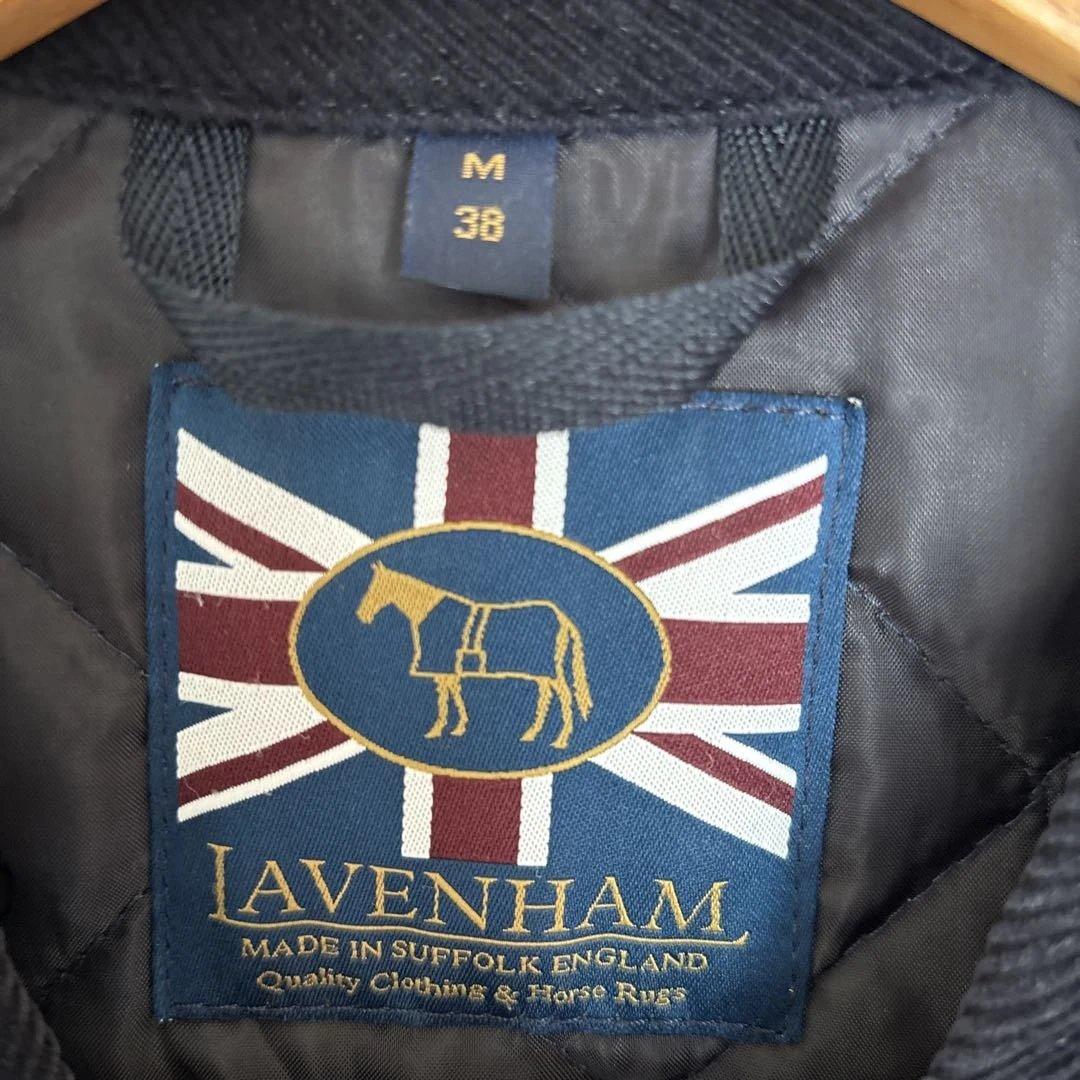 M
38
LAVENHAM
MADE IN SUFFOLK ENGLAND
Quality Clothing & Horse Rugs